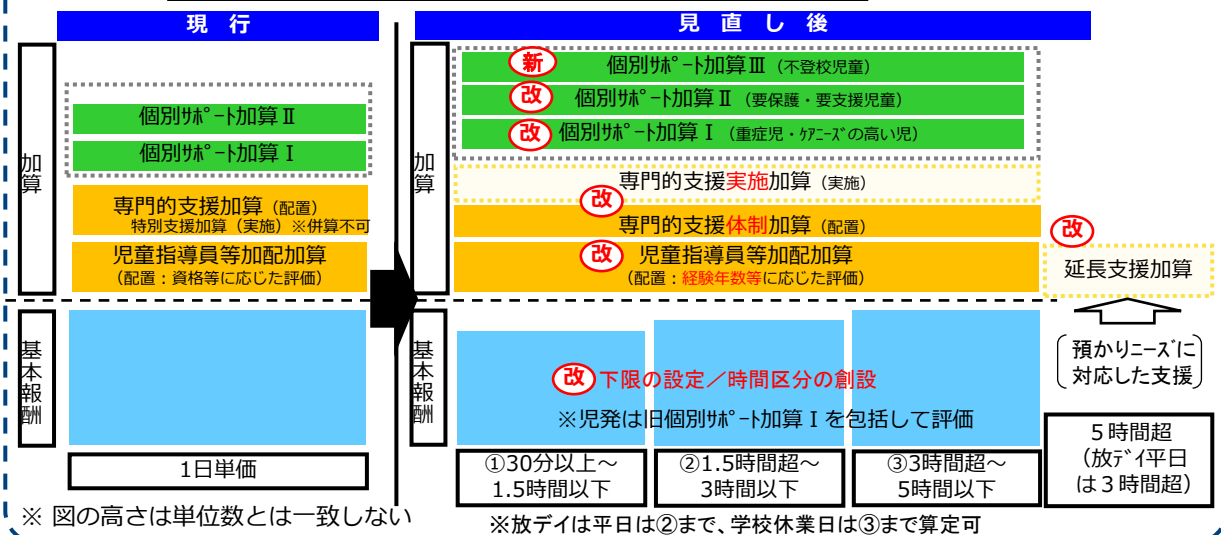 現 行
見 直 し 後
加算
個別ｻﾎﾟｰﾄ加算Ⅱ
個別ｻﾎﾟｰﾄ加算Ⅰ
専門的支援加算（配置）
特別支援加算（実施）※併算不可
児童指導員等加配加算
（配置：資格等に応じた評価）
基本報酬
1日単価
※ 図の高さは単位数とは一致しない
加算
新 個別ｻﾎﾟｰﾄ加算Ⅲ（不登校児童）
改 個別ｻﾎﾟｰﾄ加算Ⅱ（要保護・要支援児童）
改 個別ｻﾎﾟｰﾄ加算Ⅰ（重症児・ｹｱﾆｰｽﾞの高い児）
専門的支援実施加算（実施）
改
専門的支援体制加算（配置）
改 児童指導員等加配加算
（配置：経験年数等に応じた評価）
改
延長支援加算
預かりﾆｰｽﾞに
対応した支援
基本報酬
改 下限の設定／時間区分の創設
※児発は旧個別ｻﾎﾟｰﾄ加算Ⅰを包括して評価
①30分以上～
1.5時間以下
②1.5時間超～
3時間以下
③3時間超～
5時間以下
５時間超
（放ﾃﾞｲ平日
は３時間超）
※放デイは平日は②まで、学校休業日は③まで算定可